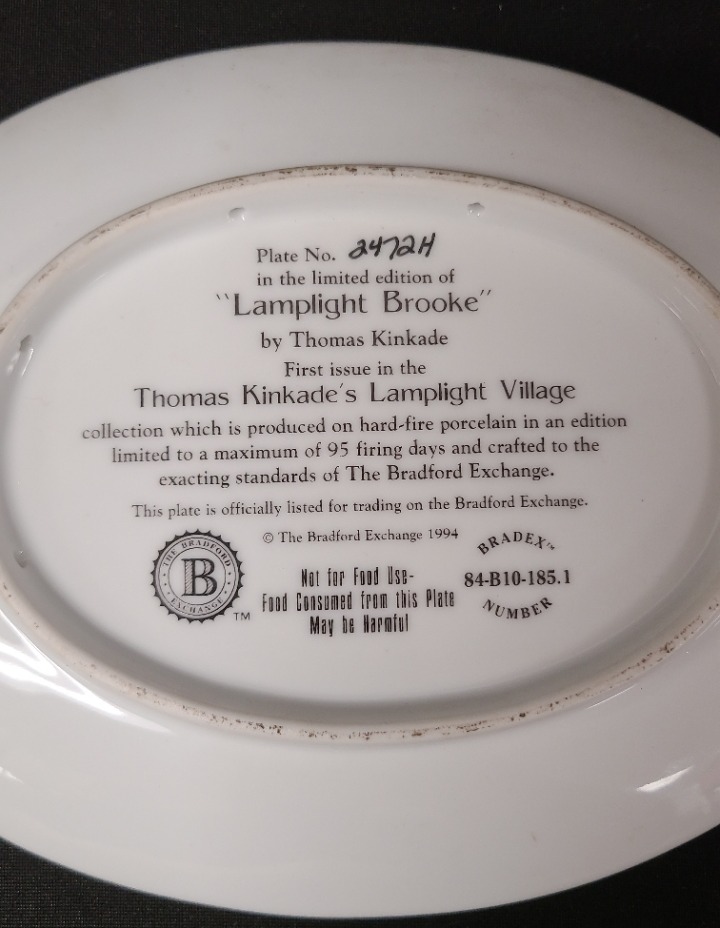 Plate No. 2472H
in the limited edition of
"Lamplight Brooke"
by Thomas Kinkade
First issue in the
Thomas Kinkade's Lamplight Village
collection which is produced on hard-fire porcelain in an edition
limited to a maximum of 95 firing days and crafted to the
exacting standards of The Bradford Exchange.
This plate is officially listed for trading on the Bradford Exchange.
© The Bradford Exchange 1994
THE BRADFORD
B
EXCHANGE
TM
Not for Food Use-
Food Consumed from this Plate
May be Harmful
BRADEX™
84-B10-185.1
NUMBER